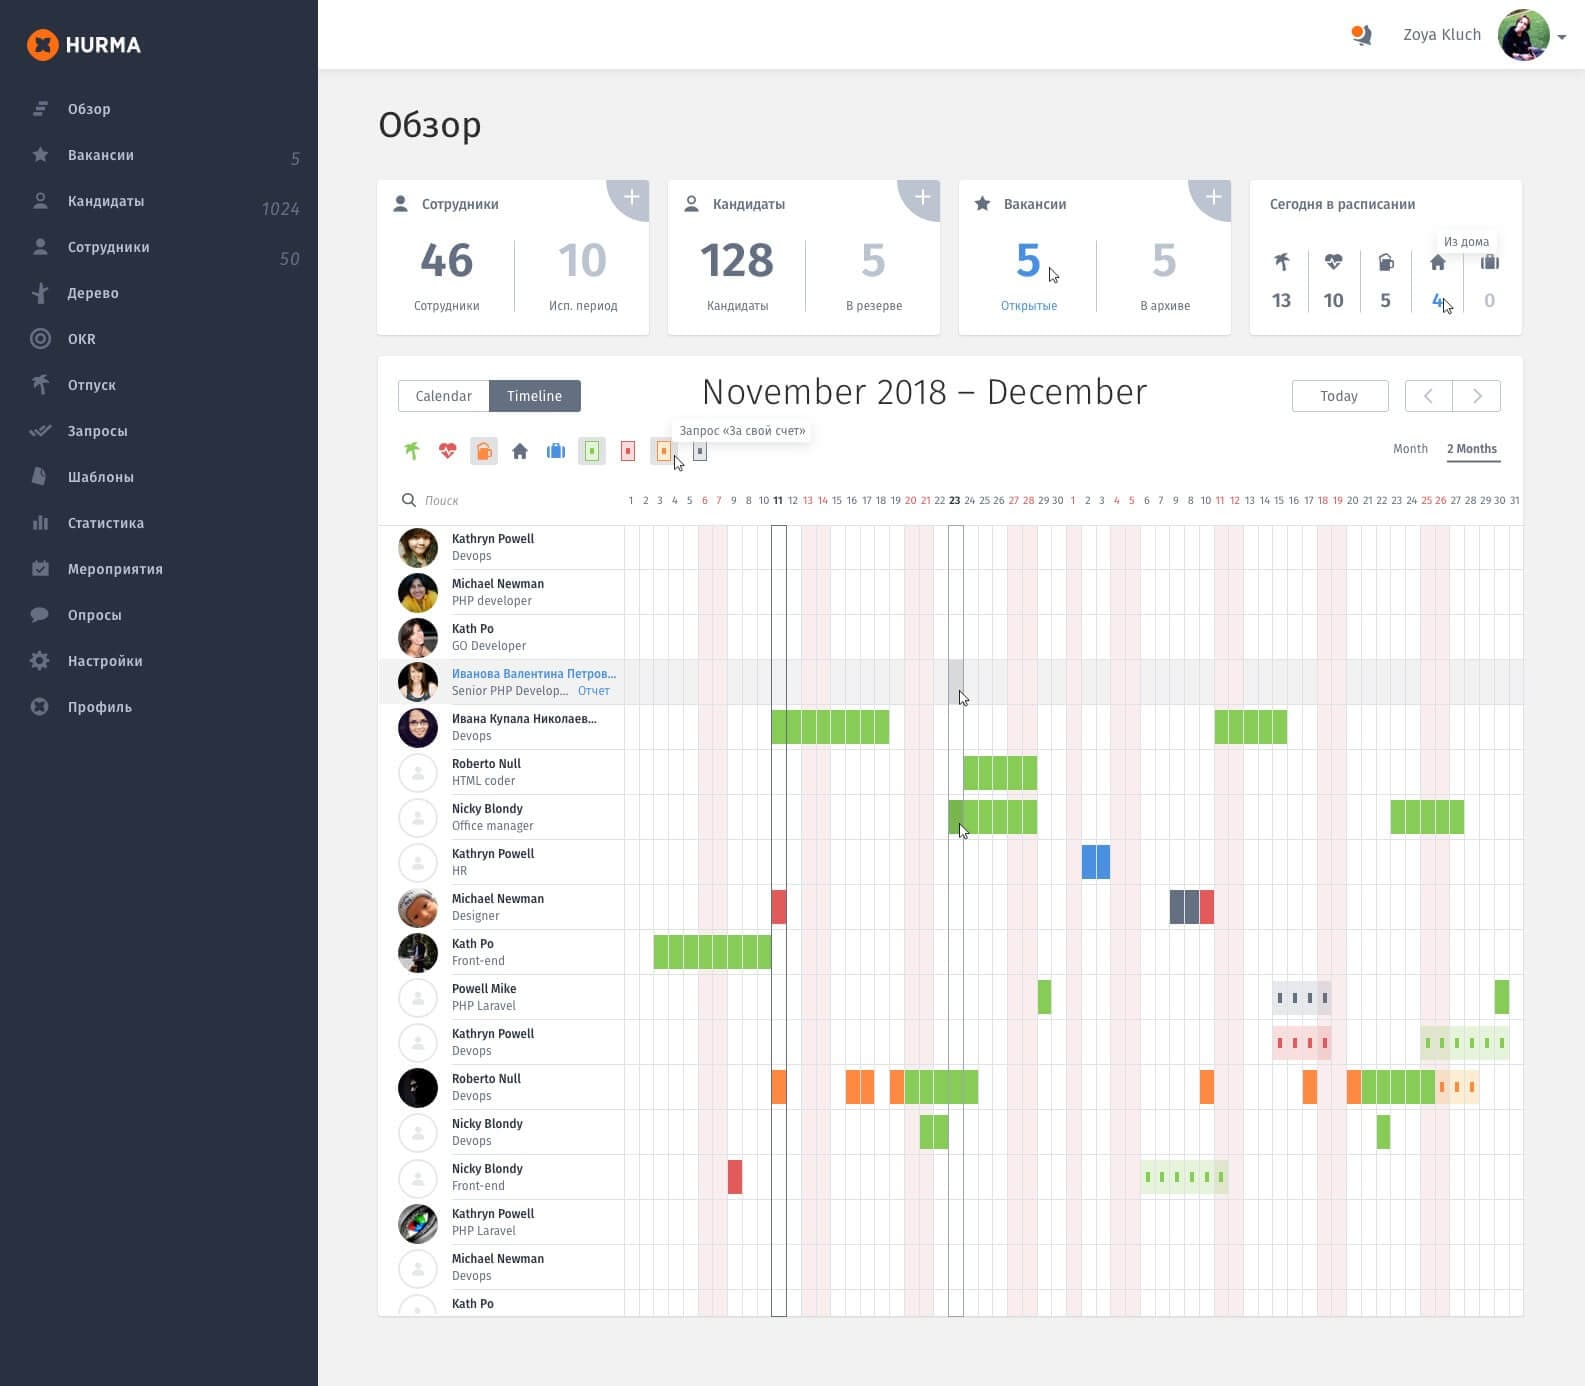 HURMA
Zoya Kluch
Обзор
Вакансии 5
Кандидаты 1024
Сотрудники 50
Дерево
OKR
Отпуск
Запросы
Шаблоны
Статистика
Мероприятия
Опросы
Настройки
Профиль
Обзор
Сотрудники
46 10
Сотрудники Исп. период
Кандидаты
128 5
Кандидаты В резерве
Вакансии
5 5
Открытые В архиве
Сегодня в расписании
Из дома
13 10 5 4 0
Calendar Timeline
November 2018 – December
Today
Запрос «За свой счет»
Month 2 Months
Поиск
1 2 3 4 5 6 7 8 9 10 11 12 13 14 15 16 17 18 19 20 21 22 23 24 25 26 27 28 29 30 1 2 3 4 5 6 7 8 9 10 11 12 13 14 15 16 17 18 19 20 21 22 23 24 25 26 27 28 29 30 31
Kathryn Powell
Devops
Michael Newman
PHP developer
Kath Po
GO Developer
Иванова Валентина Петров...
Senior PHP Develop... Отчет
Ивана Купала Николаев...
Devops
Roberto Null
HTML coder
Nicky Blondy
Office manager
Kathryn Powell
HR
Michael Newman
Designer
Kath Po
Front-end
Powell Mike
PHP Laravel
Kathryn Powell
Devops
Roberto Null
Devops
Nicky Blondy
Devops
Nicky Blondy
Front-end
Kathryn Powell
PHP Laravel
Michael Newman
Devops
Kath Po